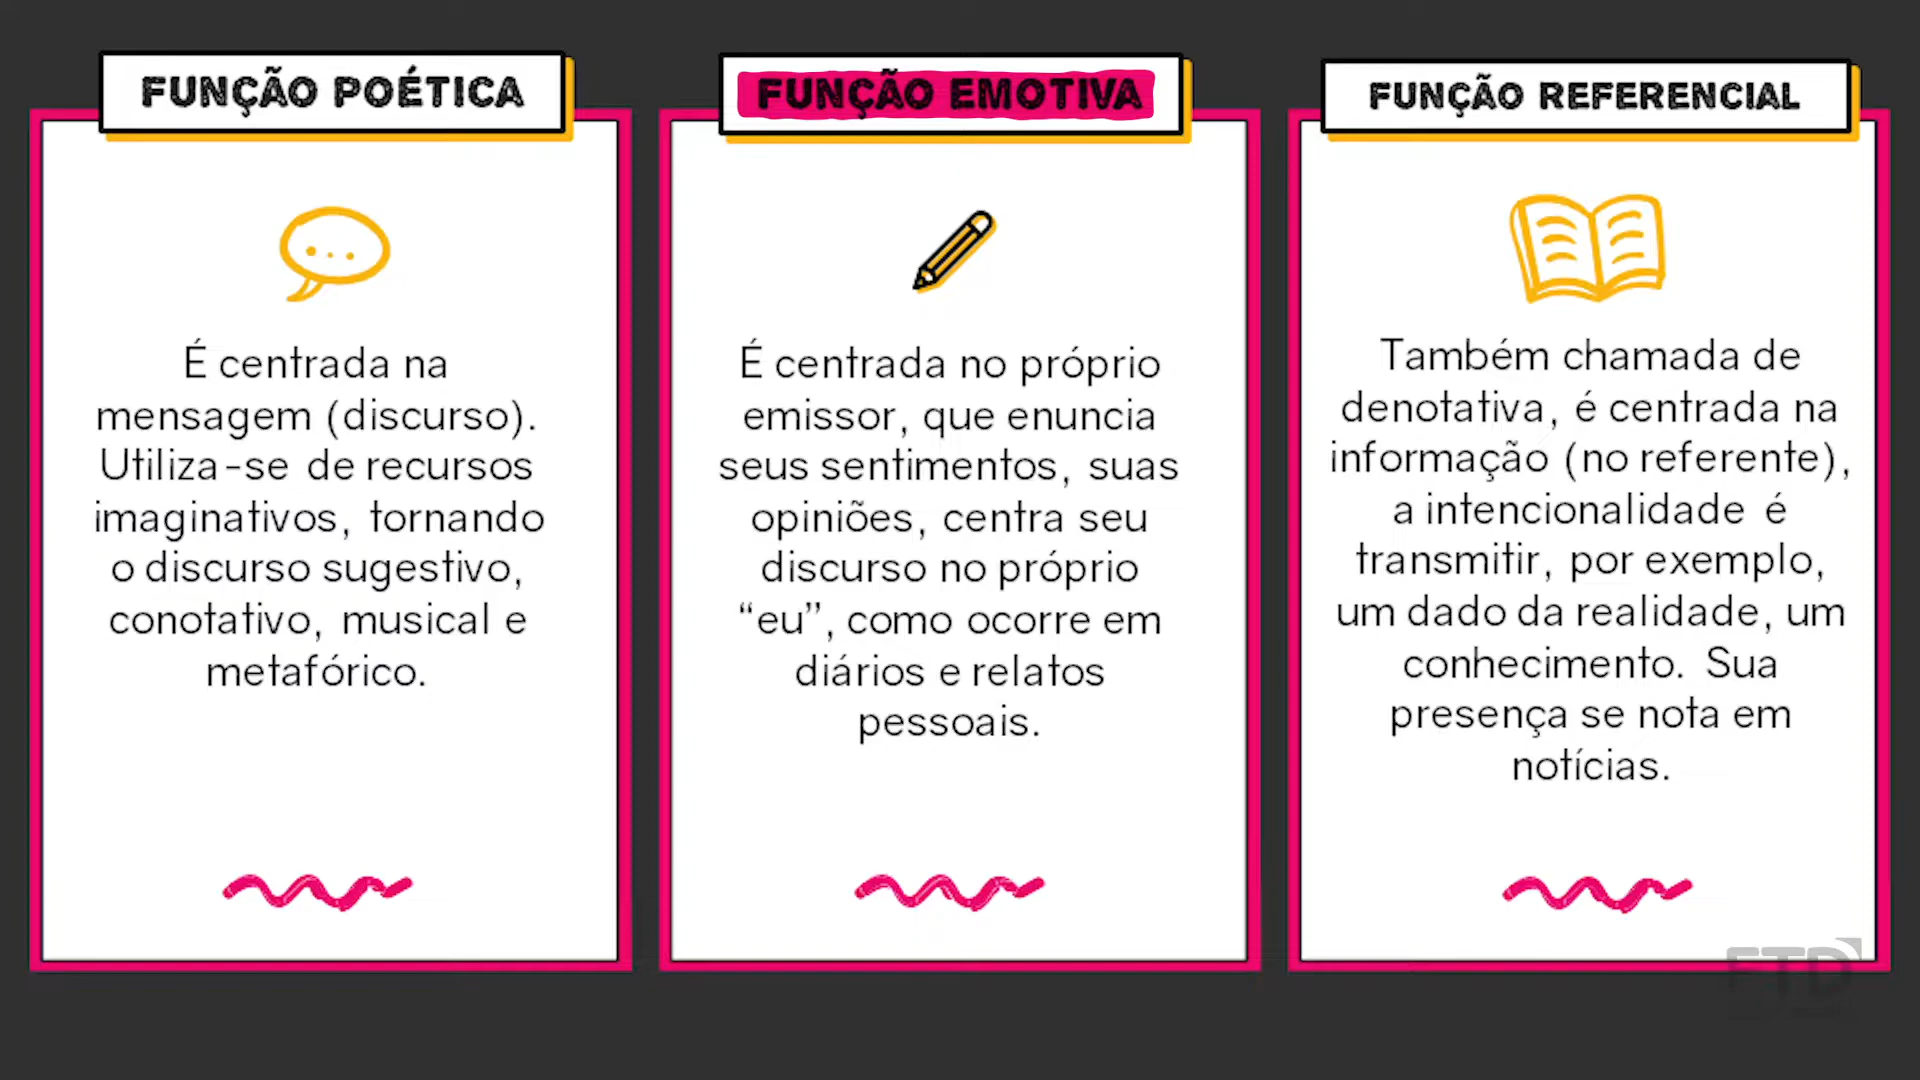 FUNÇÃO POÉTICA
É centrada na
mensagem (discurso).
Utiliza-se de recursos
imaginativos, tornando
o discurso sugestivo,
conotativo, musical e
metafórico.
FUNÇÃO EMOTIVA
É centrada no próprio
emissor, que enuncia
seus sentimentos, suas
opiniões, centra seu
discurso no próprio
“eu”, como ocorre em
diários e relatos
pessoais.
FUNÇÃO REFERENCIAL
Também chamada de
denotativa, é centrada na
informação (no referente),
a intencionalidade é
transmitir, por exemplo,
um dado da realidade, um
conhecimento. Sua
presença se nota em
notícias.
FTD